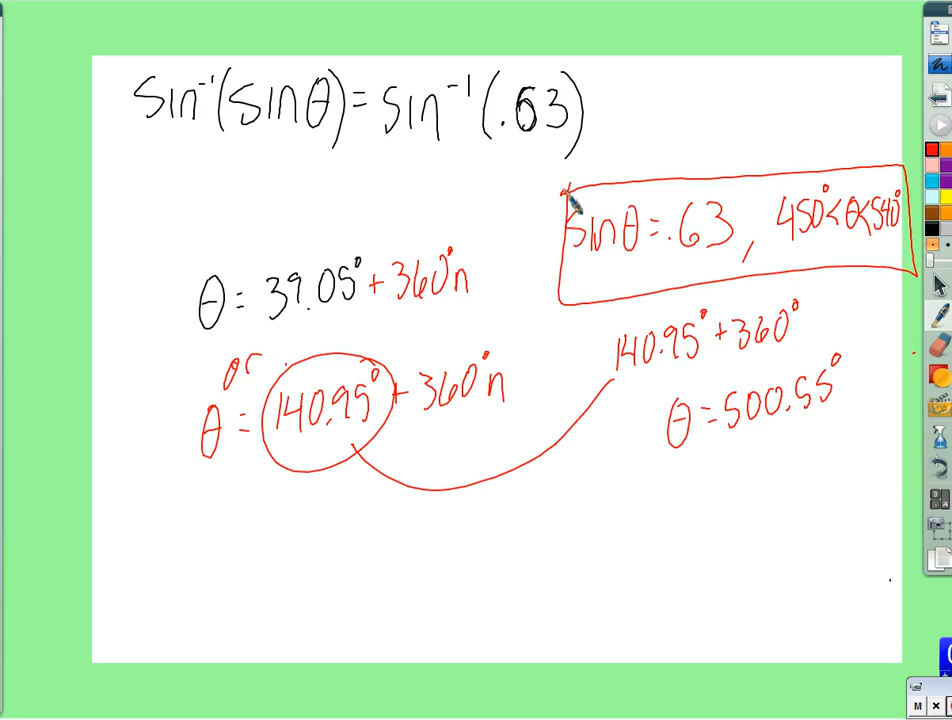 sin⁻¹(sinθ) = sin⁻¹(.63)
sinθ = .63, 450° < θ < 540°
θ = 39.05° + 360°n
or
θ = 140.95° + 360°n
140.95° + 360°
θ = 500.55°
M ×